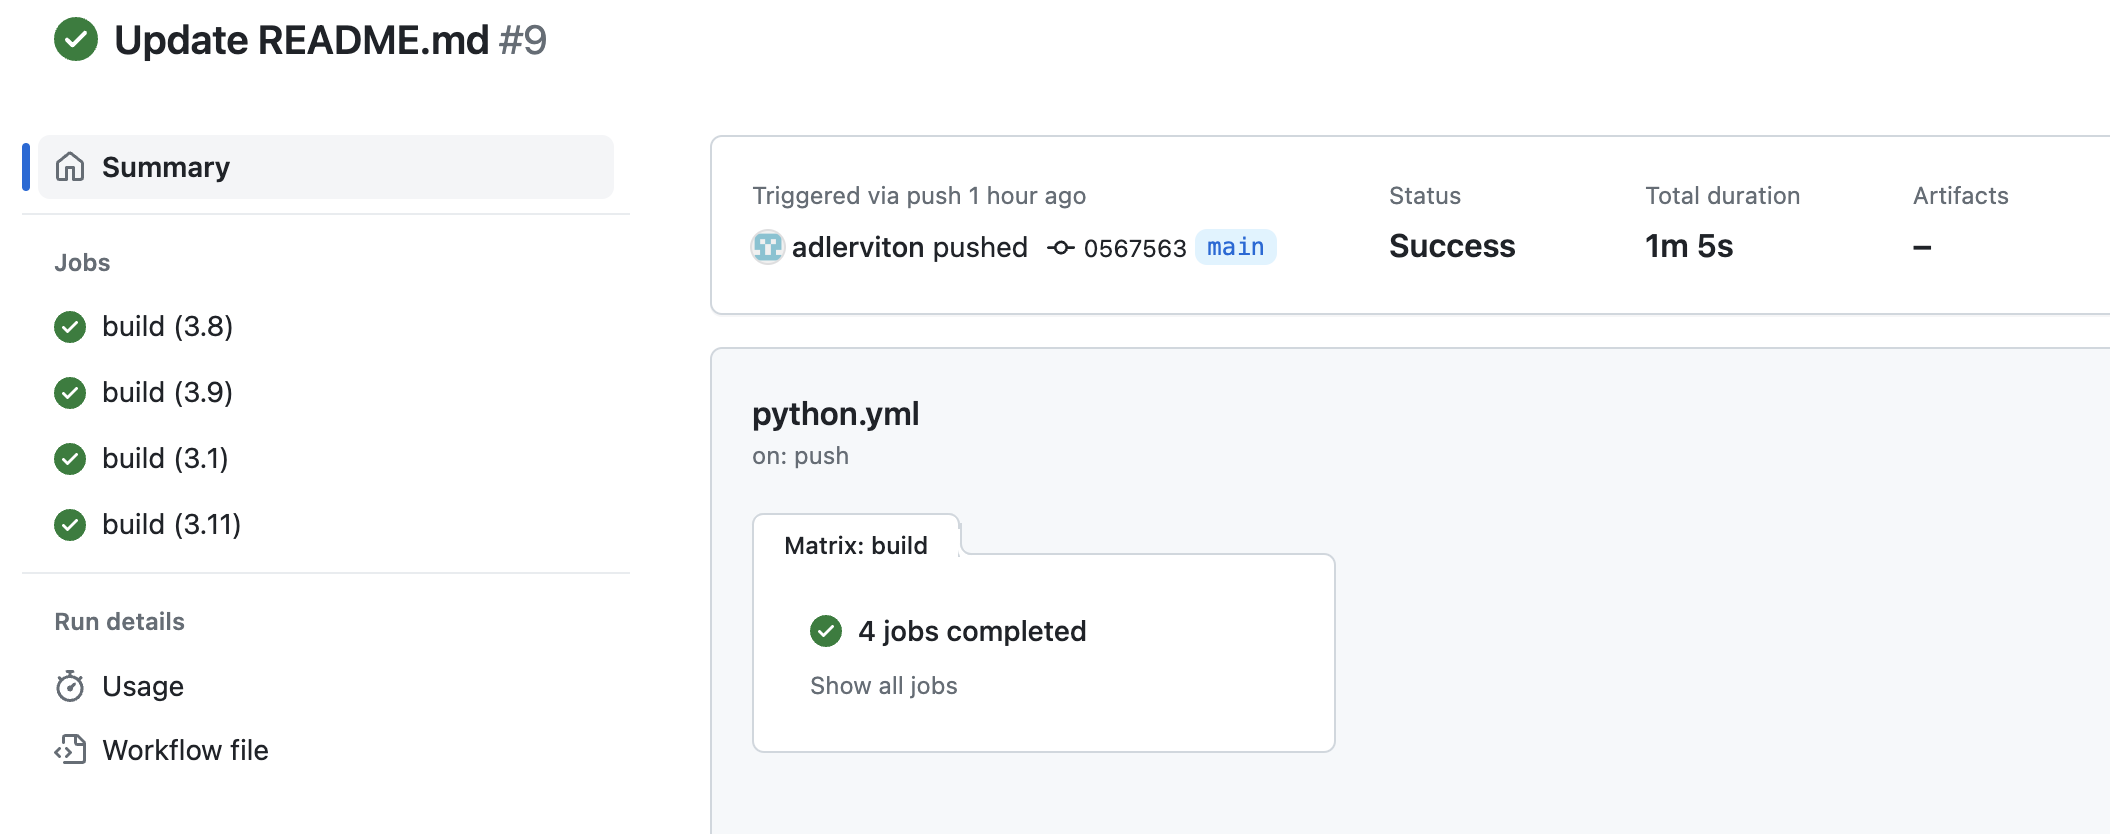 Update README.md #9
Summary
Jobs
build (3.8)
build (3.9)
build (3.1)
build (3.11)
Run details
Usage
Workflow file
Triggered via push 1 hour ago
adlerviton pushed 0567563 main
Status
Success
Total duration
1m 5s
Artifacts
–
python.yml
on: push
Matrix: build
4 jobs completed
Show all jobs